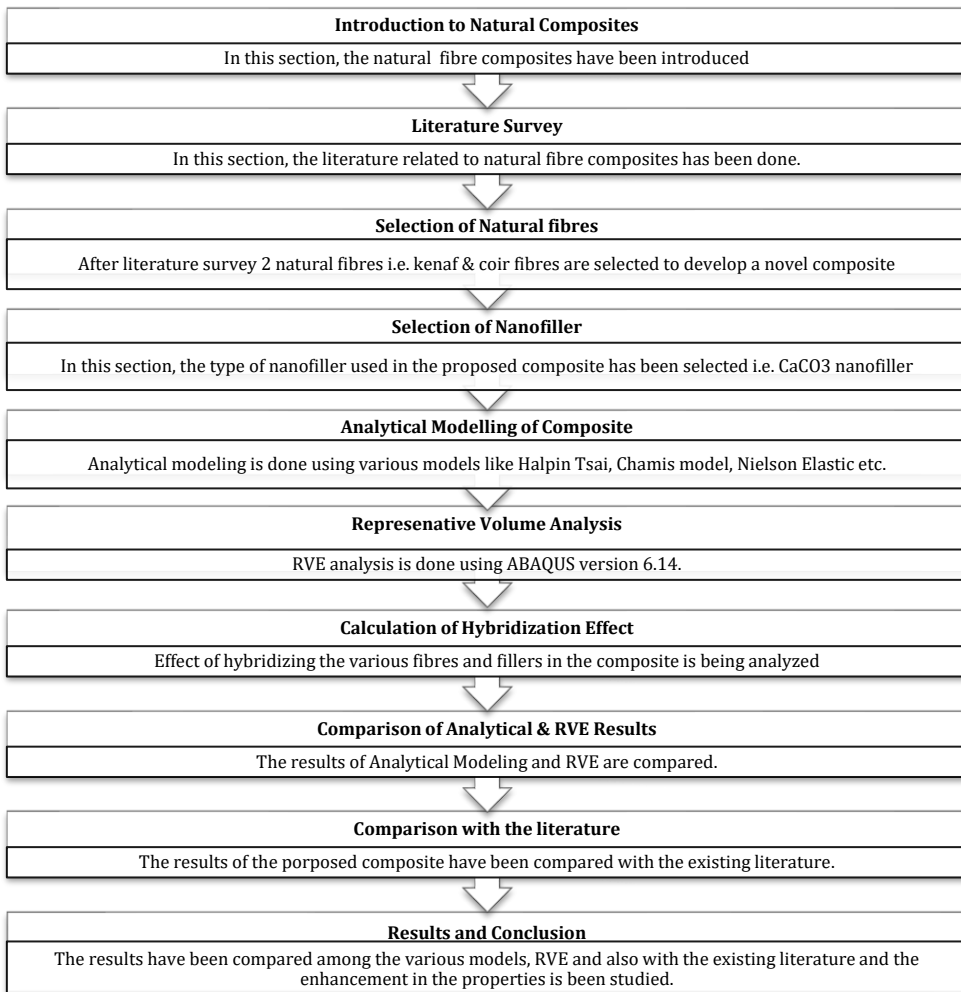 Introduction to Natural Composites
In this section, the natural fibre composites have been introduced
Literature Survey
In this section, the literature related to natural fibre composites has been done.
Selection of Natural fibres
After literature survey 2 natural fibres i.e. kenaf & coir fibres are selected to develop a novel composite
Selection of Nanofiller
In this section, the type of nanofiller used in the proposed composite has been selected i.e. CaCO3 nanofiller
Analytical Modelling of Composite
Analytical modeling is done using various models like Halpin Tsai, Chamis model, Nielson Elastic etc.
Represenative Volume Analysis
RVE analysis is done using ABAQUS version 6.14.
Calculation of Hybridization Effect
Effect of hybridizing the various fibres and fillers in the composite is being analyzed
Comparison of Analytical & RVE Results
The results of Analytical Modeling and RVE are compared.
Comparison with the literature
The results of the porposed composite have been compared with the existing literature.
Results and Conclusion
The results have been compared among the various models, RVE and also with the existing literature and the
enhancement in the properties is been studied.